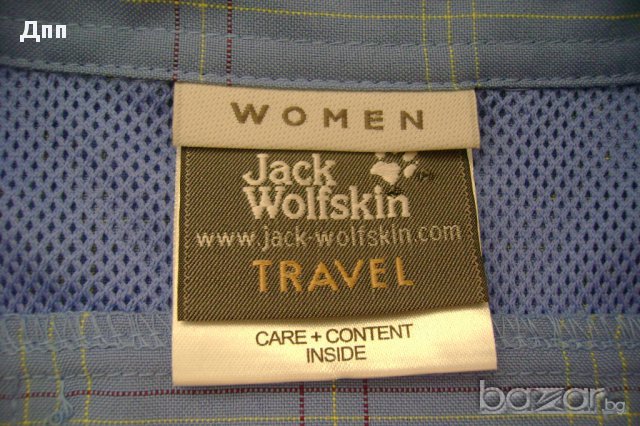 Дпп
WOMEN
Jack
Wolfskin
www.jack-wolfskin.com
TRAVEL
CARE + CONTENT
INSIDE
bazar.bg